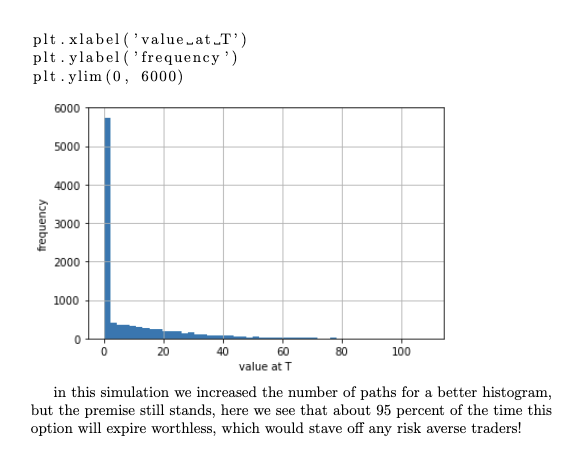 plt.xlabel('value␣at␣T')
plt.ylabel('frequency')
plt.ylim(0, 6000)
6000
5000
4000
3000
2000
1000
0
frequency
0 20 40 60 80 100
value at T
in this simulation we increased the number of paths for a better histogram,
but the premise still stands, here we see that about 95 percent of the time this
option will expire worthless, which would stave off any risk averse traders!